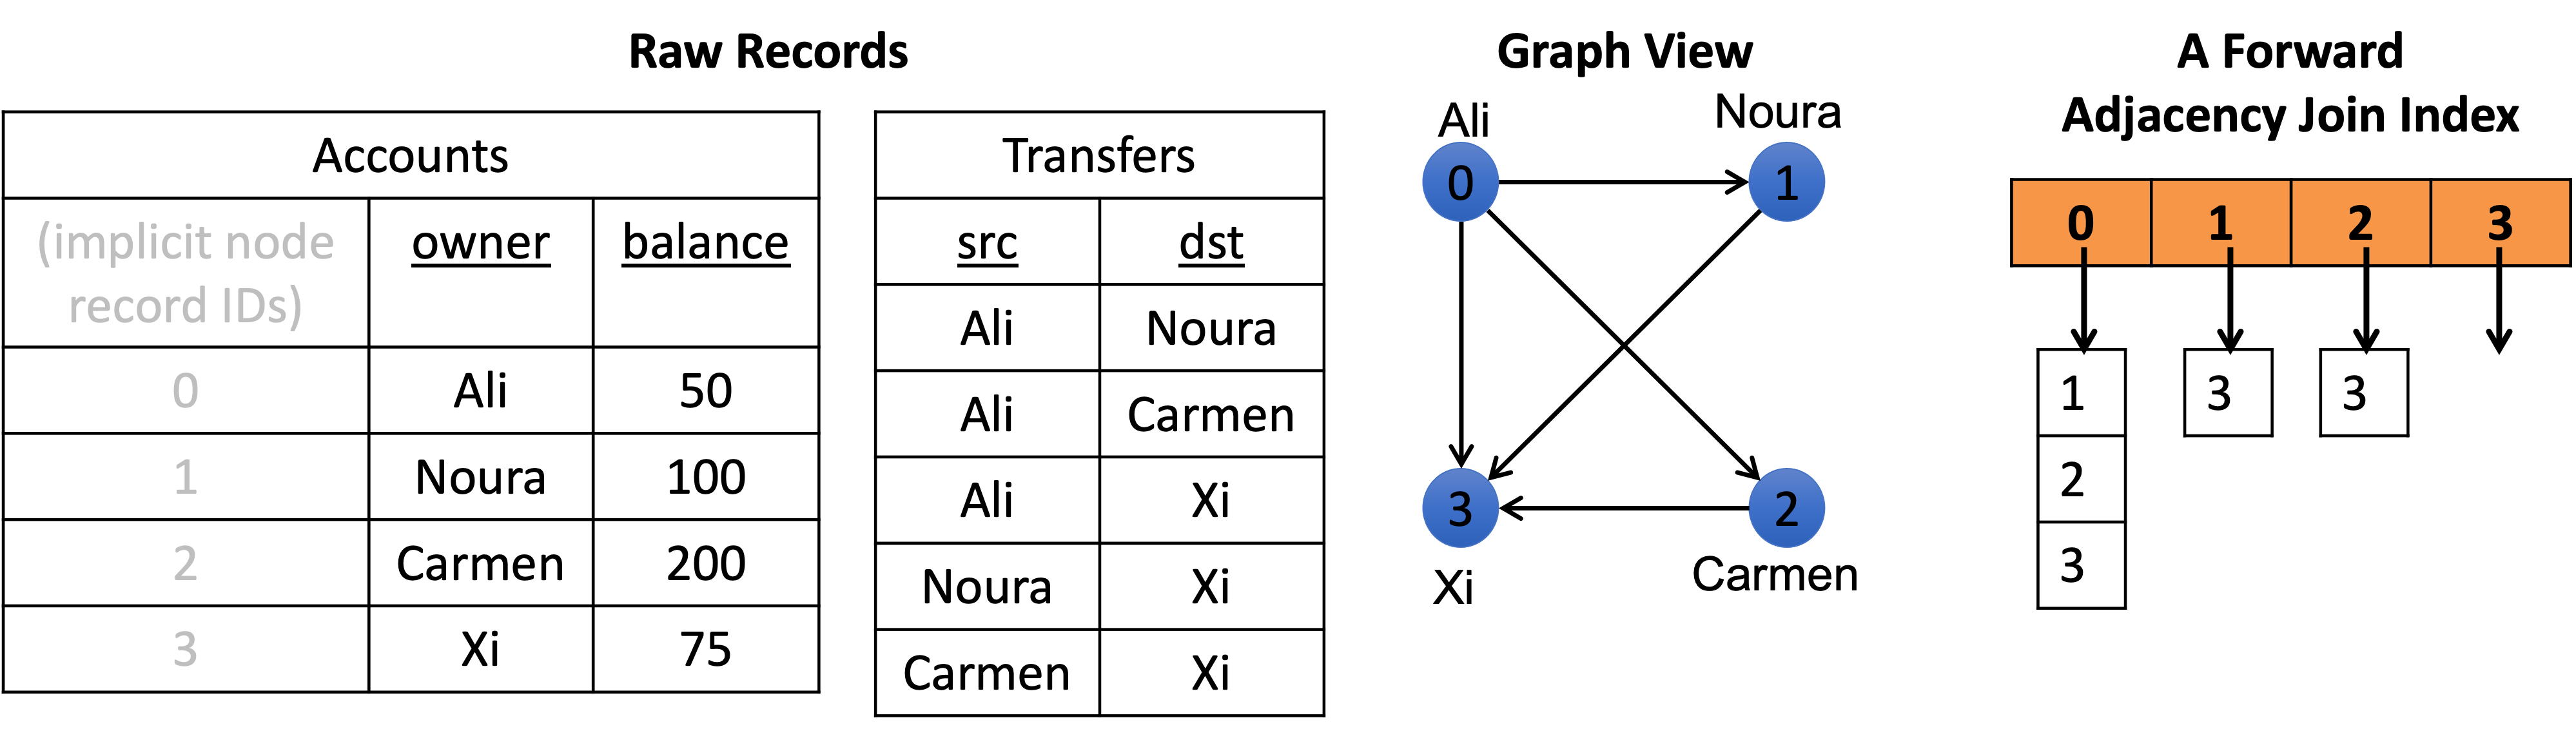 Raw Records
Accounts
(implicit node record IDs) owner balance
0 Ali 50
1 Noura 100
2 Carmen 200
3 Xi 75
Transfers
src dst
Ali Noura
Ali Carmen
Ali Xi
Noura Xi
Carmen Xi
Graph View
Ali Noura
0 1
3 2
Xi Carmen
A Forward
Adjacency Join Index
0 1 2 3
1 3 3
2
3